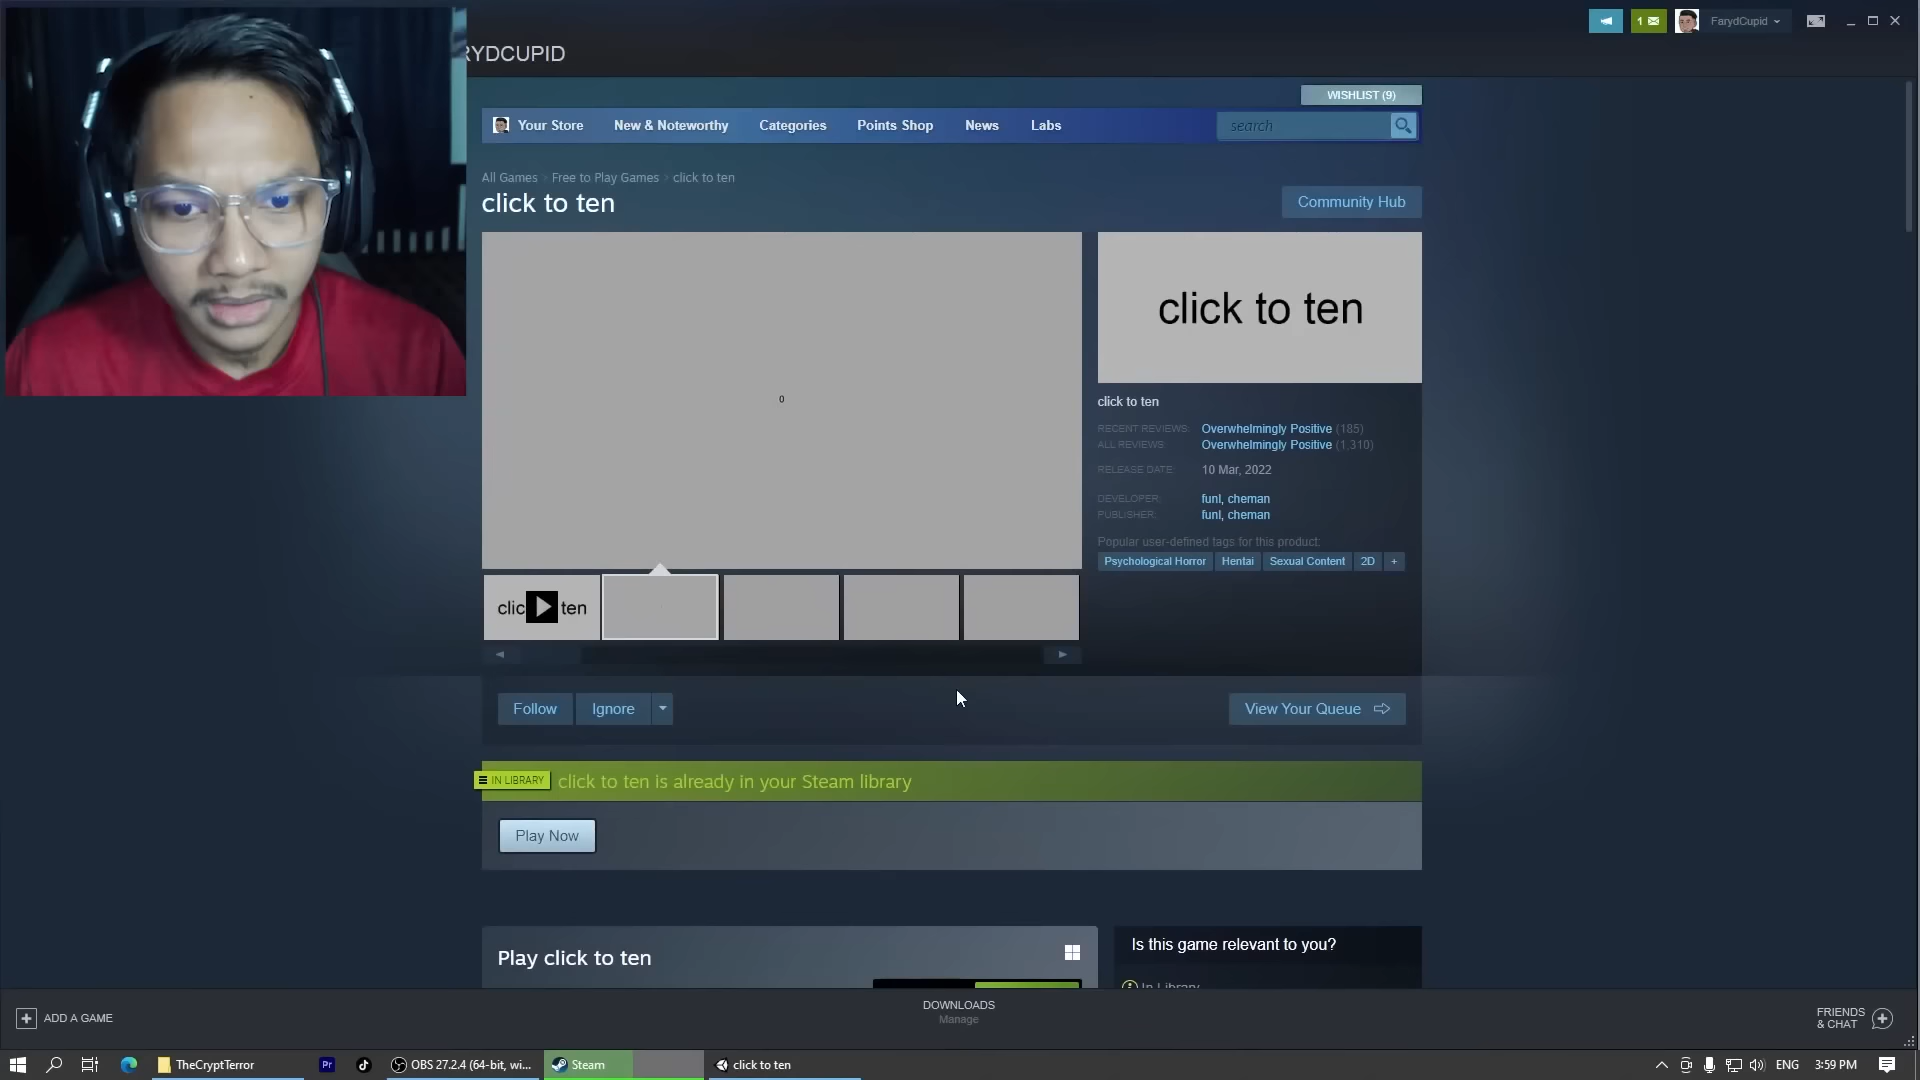 1
FarydCupid
RYDCUPID
WISHLIST (9)
Your Store New & Noteworthy Categories Points Shop News Labs
search
All Games Free to Play Games click to ten
click to ten
Community Hub
0
click to ten
click to ten
RECENT REVIEWS: Overwhelmingly Positive (185)
ALL REVIEWS: Overwhelmingly Positive (1,310)
RELEASE DATE: 10 Mar, 2022
DEVELOPER: funl, cheman
PUBLISHER: funl, cheman
Popular user-defined tags for this product:
Psychological Horror Hentai Sexual Content 2D +
clic ten
Follow Ignore
View Your Queue
IN LIBRARY click to ten is already in your Steam library
Play Now
Play click to ten
Is this game relevant to you?
In Library
ADD A GAME
DOWNLOADS
Manage
FRIENDS
& CHAT
TheCryptTerror Pr OBS 27.2.4 (64-bit, wi... Steam click to ten ENG 3:59 PM